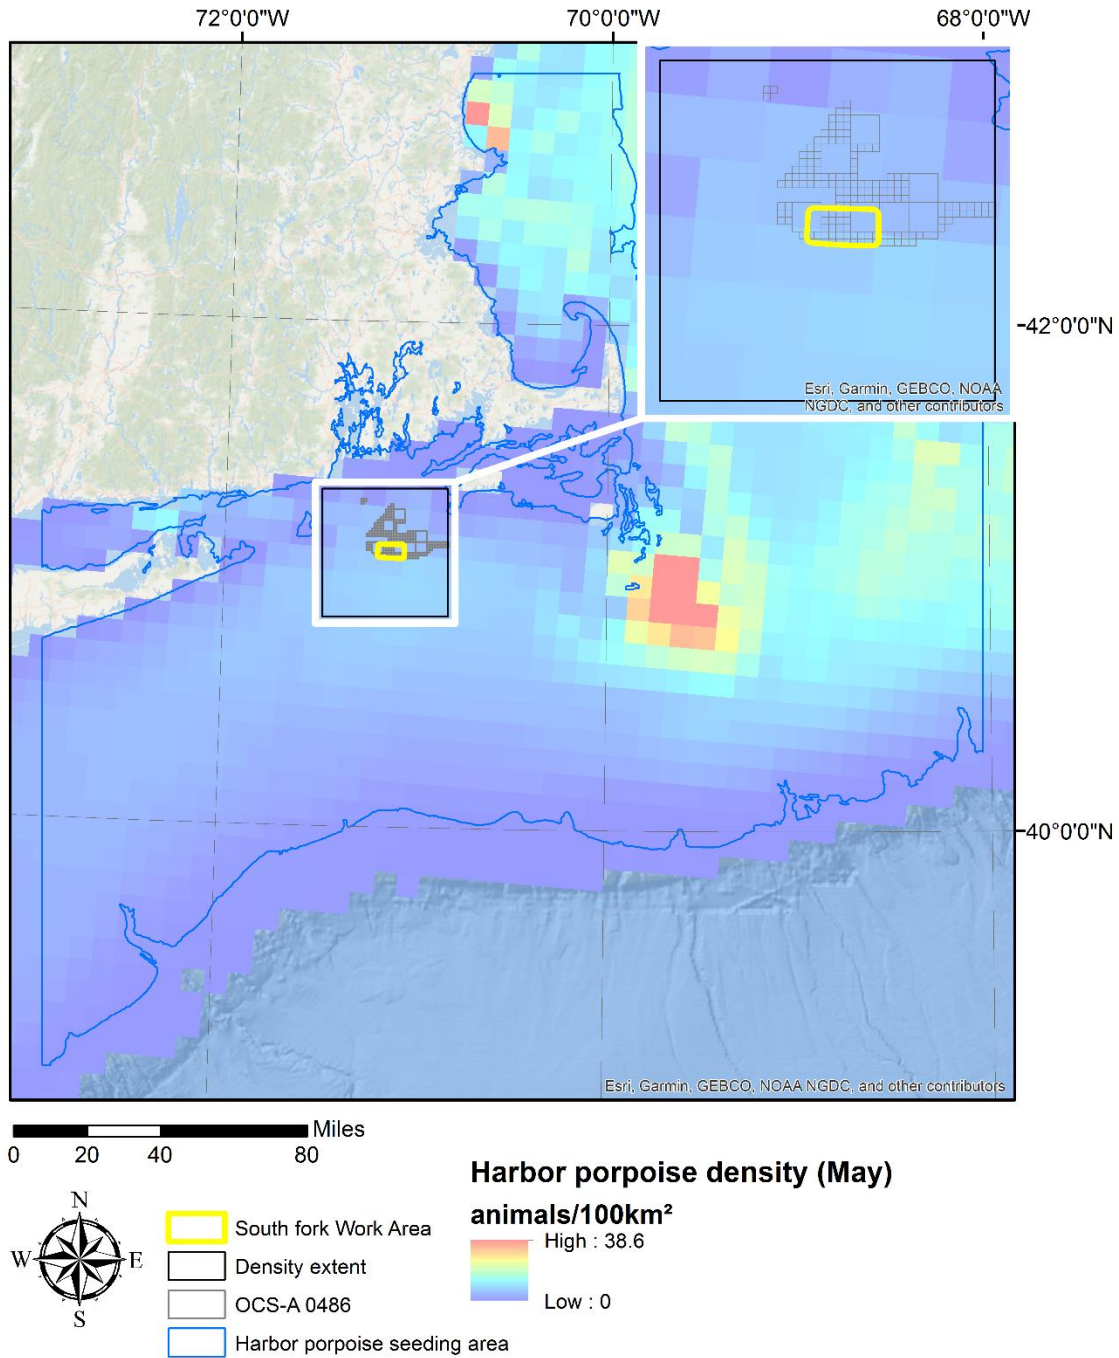 72°0'0"W 70°0'0"W 68°0'0"W
42°0'0"N
Esri, Garmin, GEBCO, NOAA
NGDC, and other contributors
40°0'0"N
Esri, Garmin, GEBCO, NOAA NGDC, and other contributors
Miles
0 20 40 80
N
W E
S
South fork Work Area
Density extent
OCS-A 0486
Harbor porpoise seeding area
Harbor porpoise density (May)
animals/100km²
High : 38.6
Low : 0